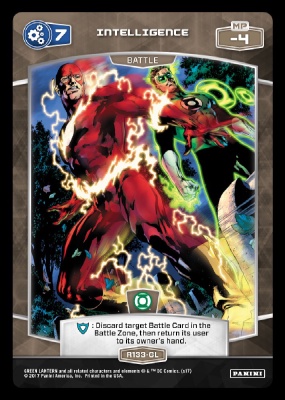 7
INTELLIGENCE
MP
-4
BATTLE
: Discard target Battle Card in the
Battle Zone, then return its user
to its owner's hand.
A133-GL
GREEN LANTERN and all related characters and elements © & ™ DC Comics. (s17)
© 2017 Panini America, Inc. Printed in the USA.
PANINI